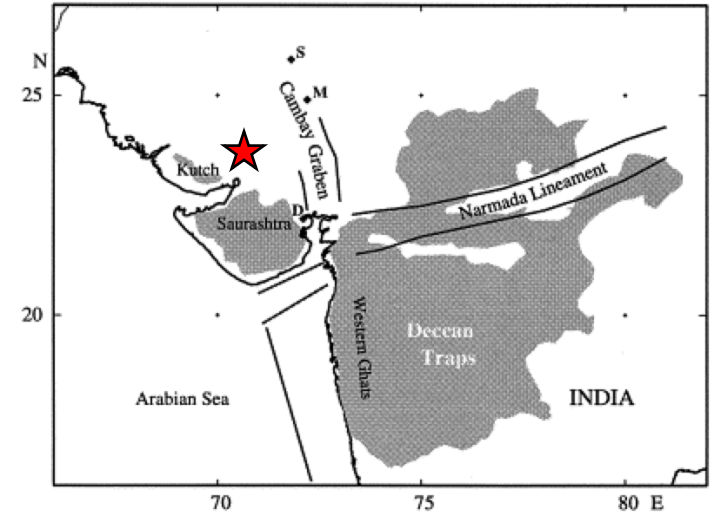 N
S
25
M
Cambay Graben
Kutch
Narmada Lineament
D
Saurashtra
20
Western Ghats
Deccan
Traps
Arabian Sea
INDIA
70
75
80 E